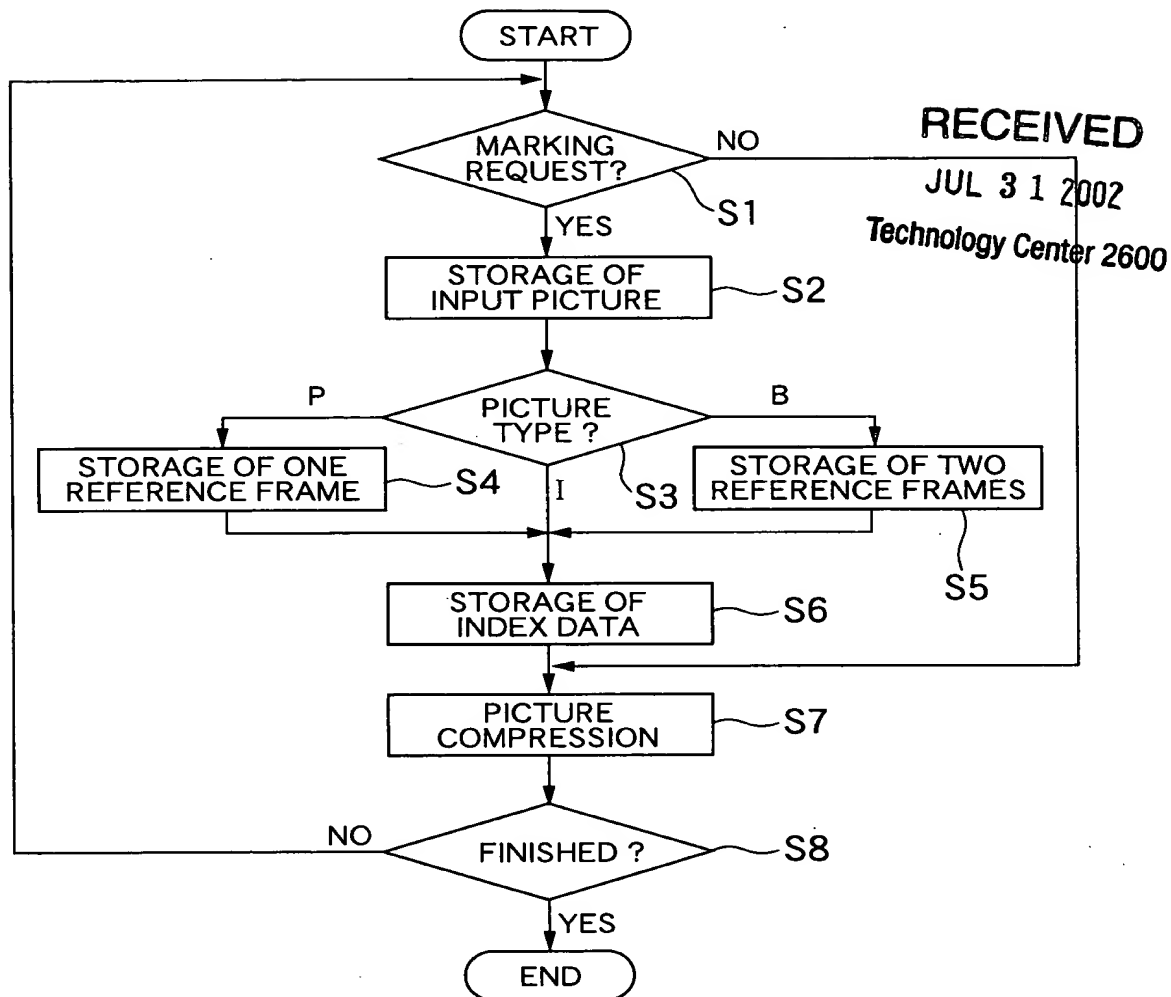 START
MARKING
REQUEST?
NO
S1
YES
RECEIVED
JUL 31 2002
Technology Center 2600
STORAGE OF
INPUT PICTURE
S2
P
PICTURE
TYPE ?
B
S3
I
STORAGE OF ONE
REFERENCE FRAME
S4
STORAGE OF TWO
REFERENCE FRAMES
S5
STORAGE OF
INDEX DATA
S6
PICTURE
COMPRESSION
S7
NO
FINISHED ?
S8
YES
END